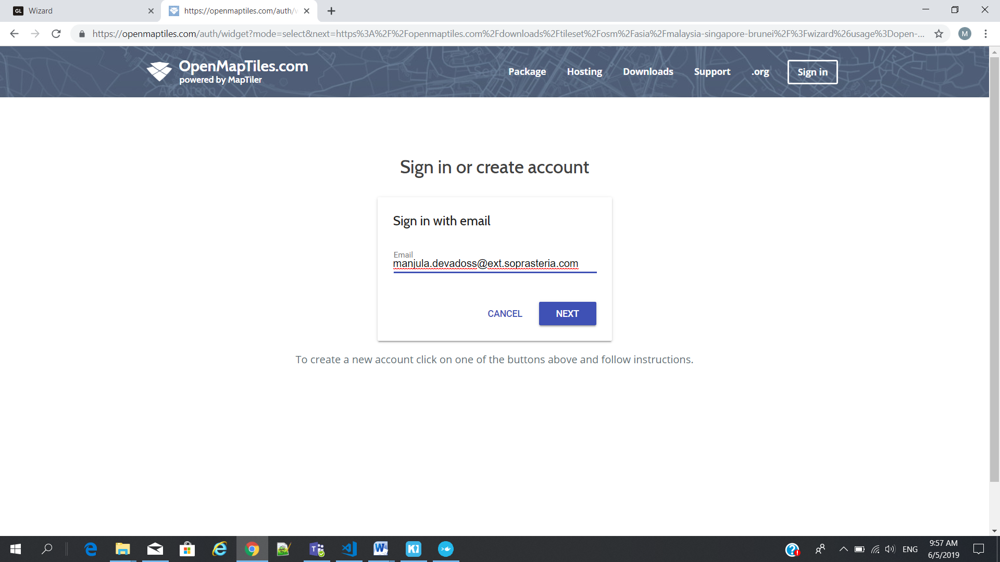 GL Wizard
https://openmaptiles.com/auth/w
https://openmaptiles.com/auth/widget?mode=select&next=https%3A%2F%2Fopenmaptiles.com%2Fdownloads%2Ftileset%2Fosm%2Fasia%2Fmalaysia-singapore-brunei%2F%3Fwizard%26usage%3Dopen-...
M
OpenMapTiles.com
powered by MapTiler
Package Hosting Downloads Support .org Sign in
Sign in or create account
Sign in with email
Email
manjula.devadoss@ext.soprasteria.com
CANCEL NEXT
To create a new account click on one of the buttons above and follow instructions.
ENG
9:57 AM
6/5/2019